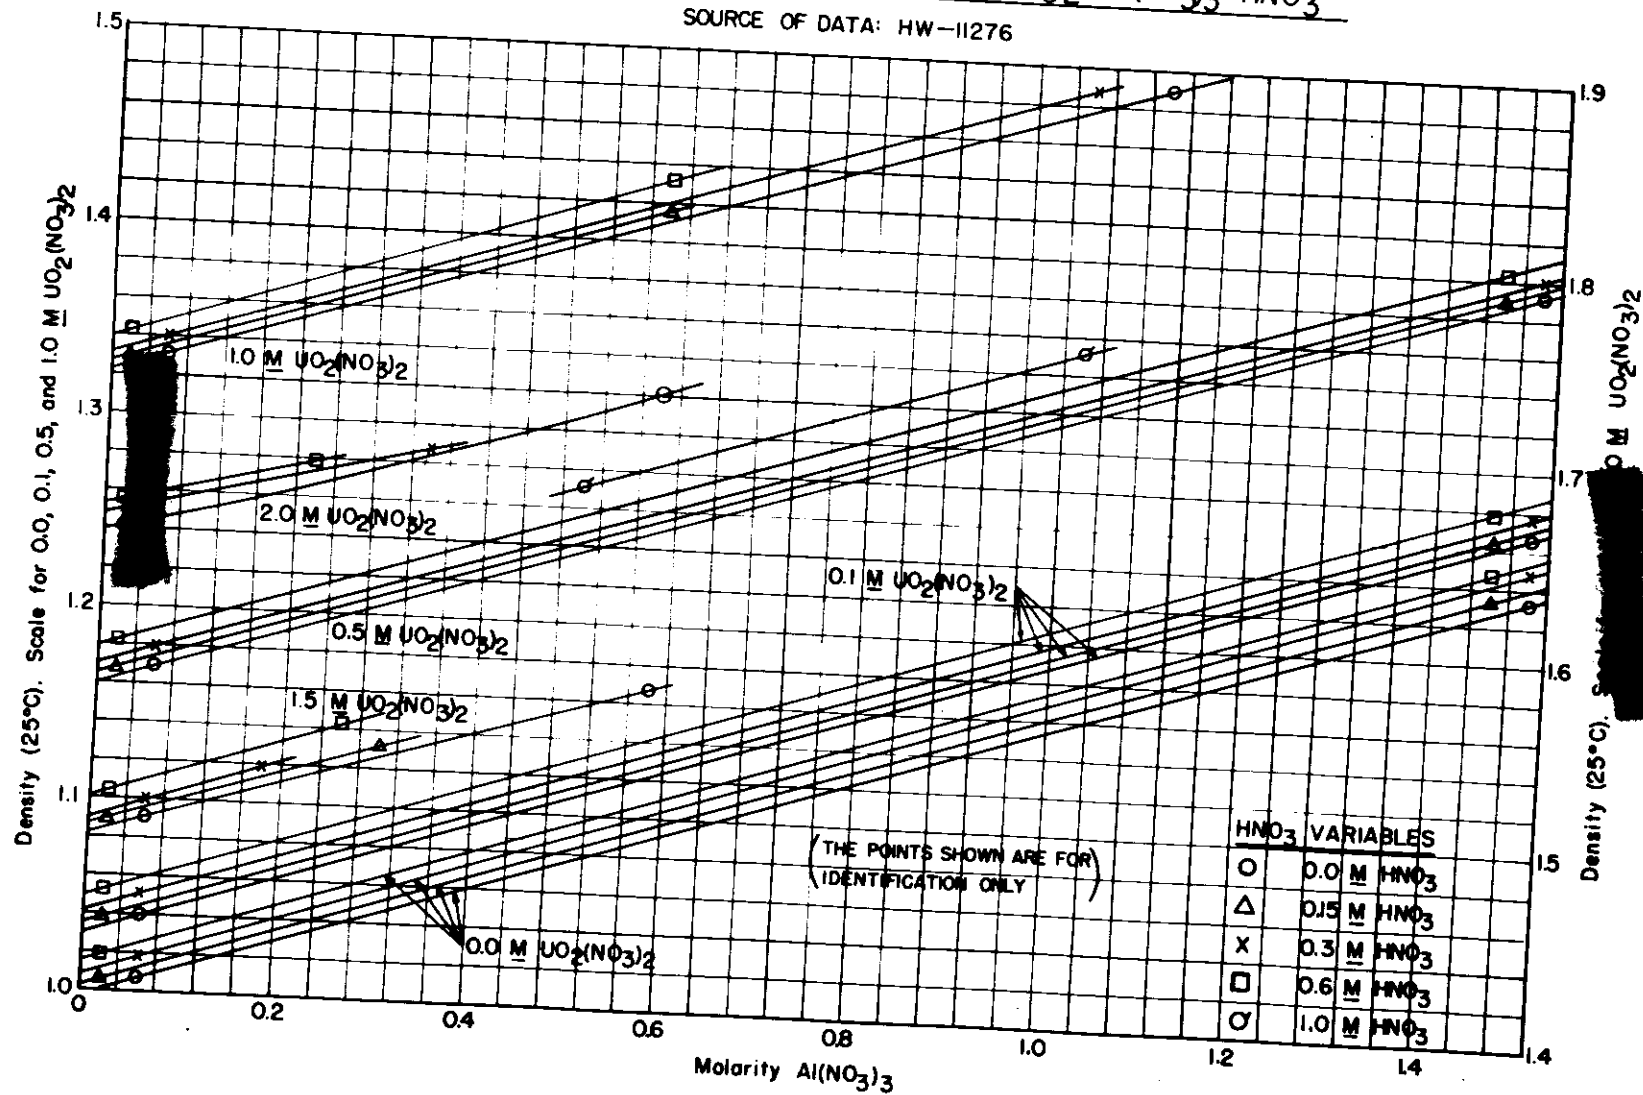 SOURCE OF DATA: HW-11276
1.5
1.4
1.3
1.2
1.1
1.0
Density (25°C). Scale for 0.0, 0.1, 0.5, and 1.0 M UO2(NO3)2
1.9
1.8
1.7
1.6
1.5
1.4
Density (25°C).
M UO2(NO3)2
1.0 M UO2(NO3)2
2.0 M UO2(NO3)2
0.1 M UO2(NO3)2
0.5 M UO2(NO3)2
1.5 M UO2(NO3)2
0.0 M UO2(NO3)2
(THE POINTS SHOWN ARE FOR
IDENTIFICATION ONLY)
HNO3 VARIABLES
O 0.0 M HNO3
△ 0.15 M HNO3
X 0.3 M HNO3
□ 0.6 M HNO3
1.0 M HNO3
0 0.2 0.4 0.6 0.8 1.0 1.2 1.4
Molarity Al(NO3)3